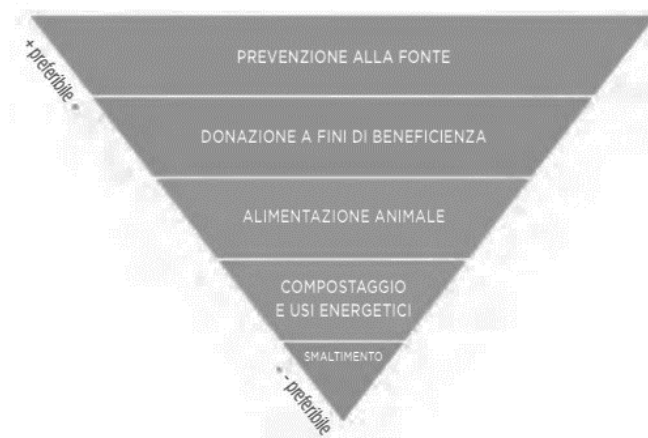 + preferibile
PREVENZIONE ALLA FONTE
DONAZIONE A FINI DI BENEFICIENZA
ALIMENTAZIONE ANIMALE
COMPOSTAGGIO
E USI ENERGETICI
SMALTIMENTO
- preferibile